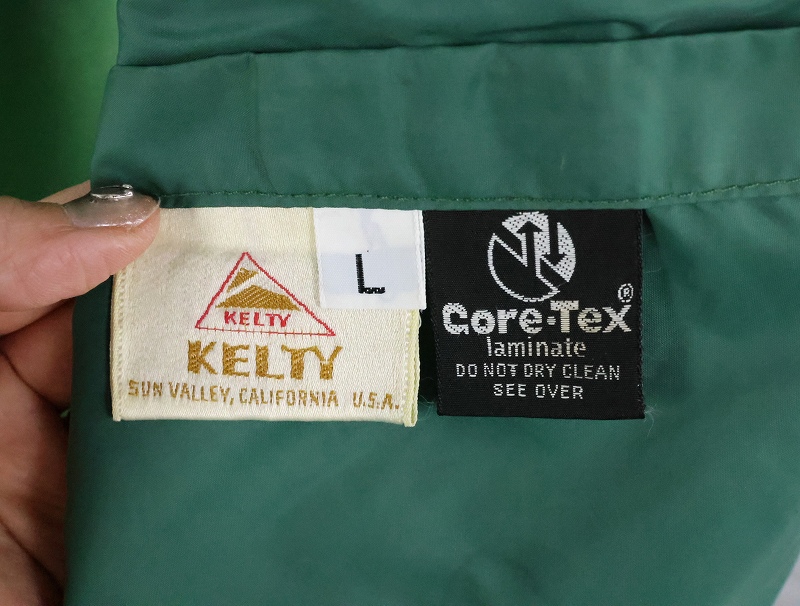 KELTY
KELTY
SUN VALLEY, CALIFORNIA U.S.A.
L
Gore-Tex®
laminate
DO NOT DRY CLEAN
SEE OVER